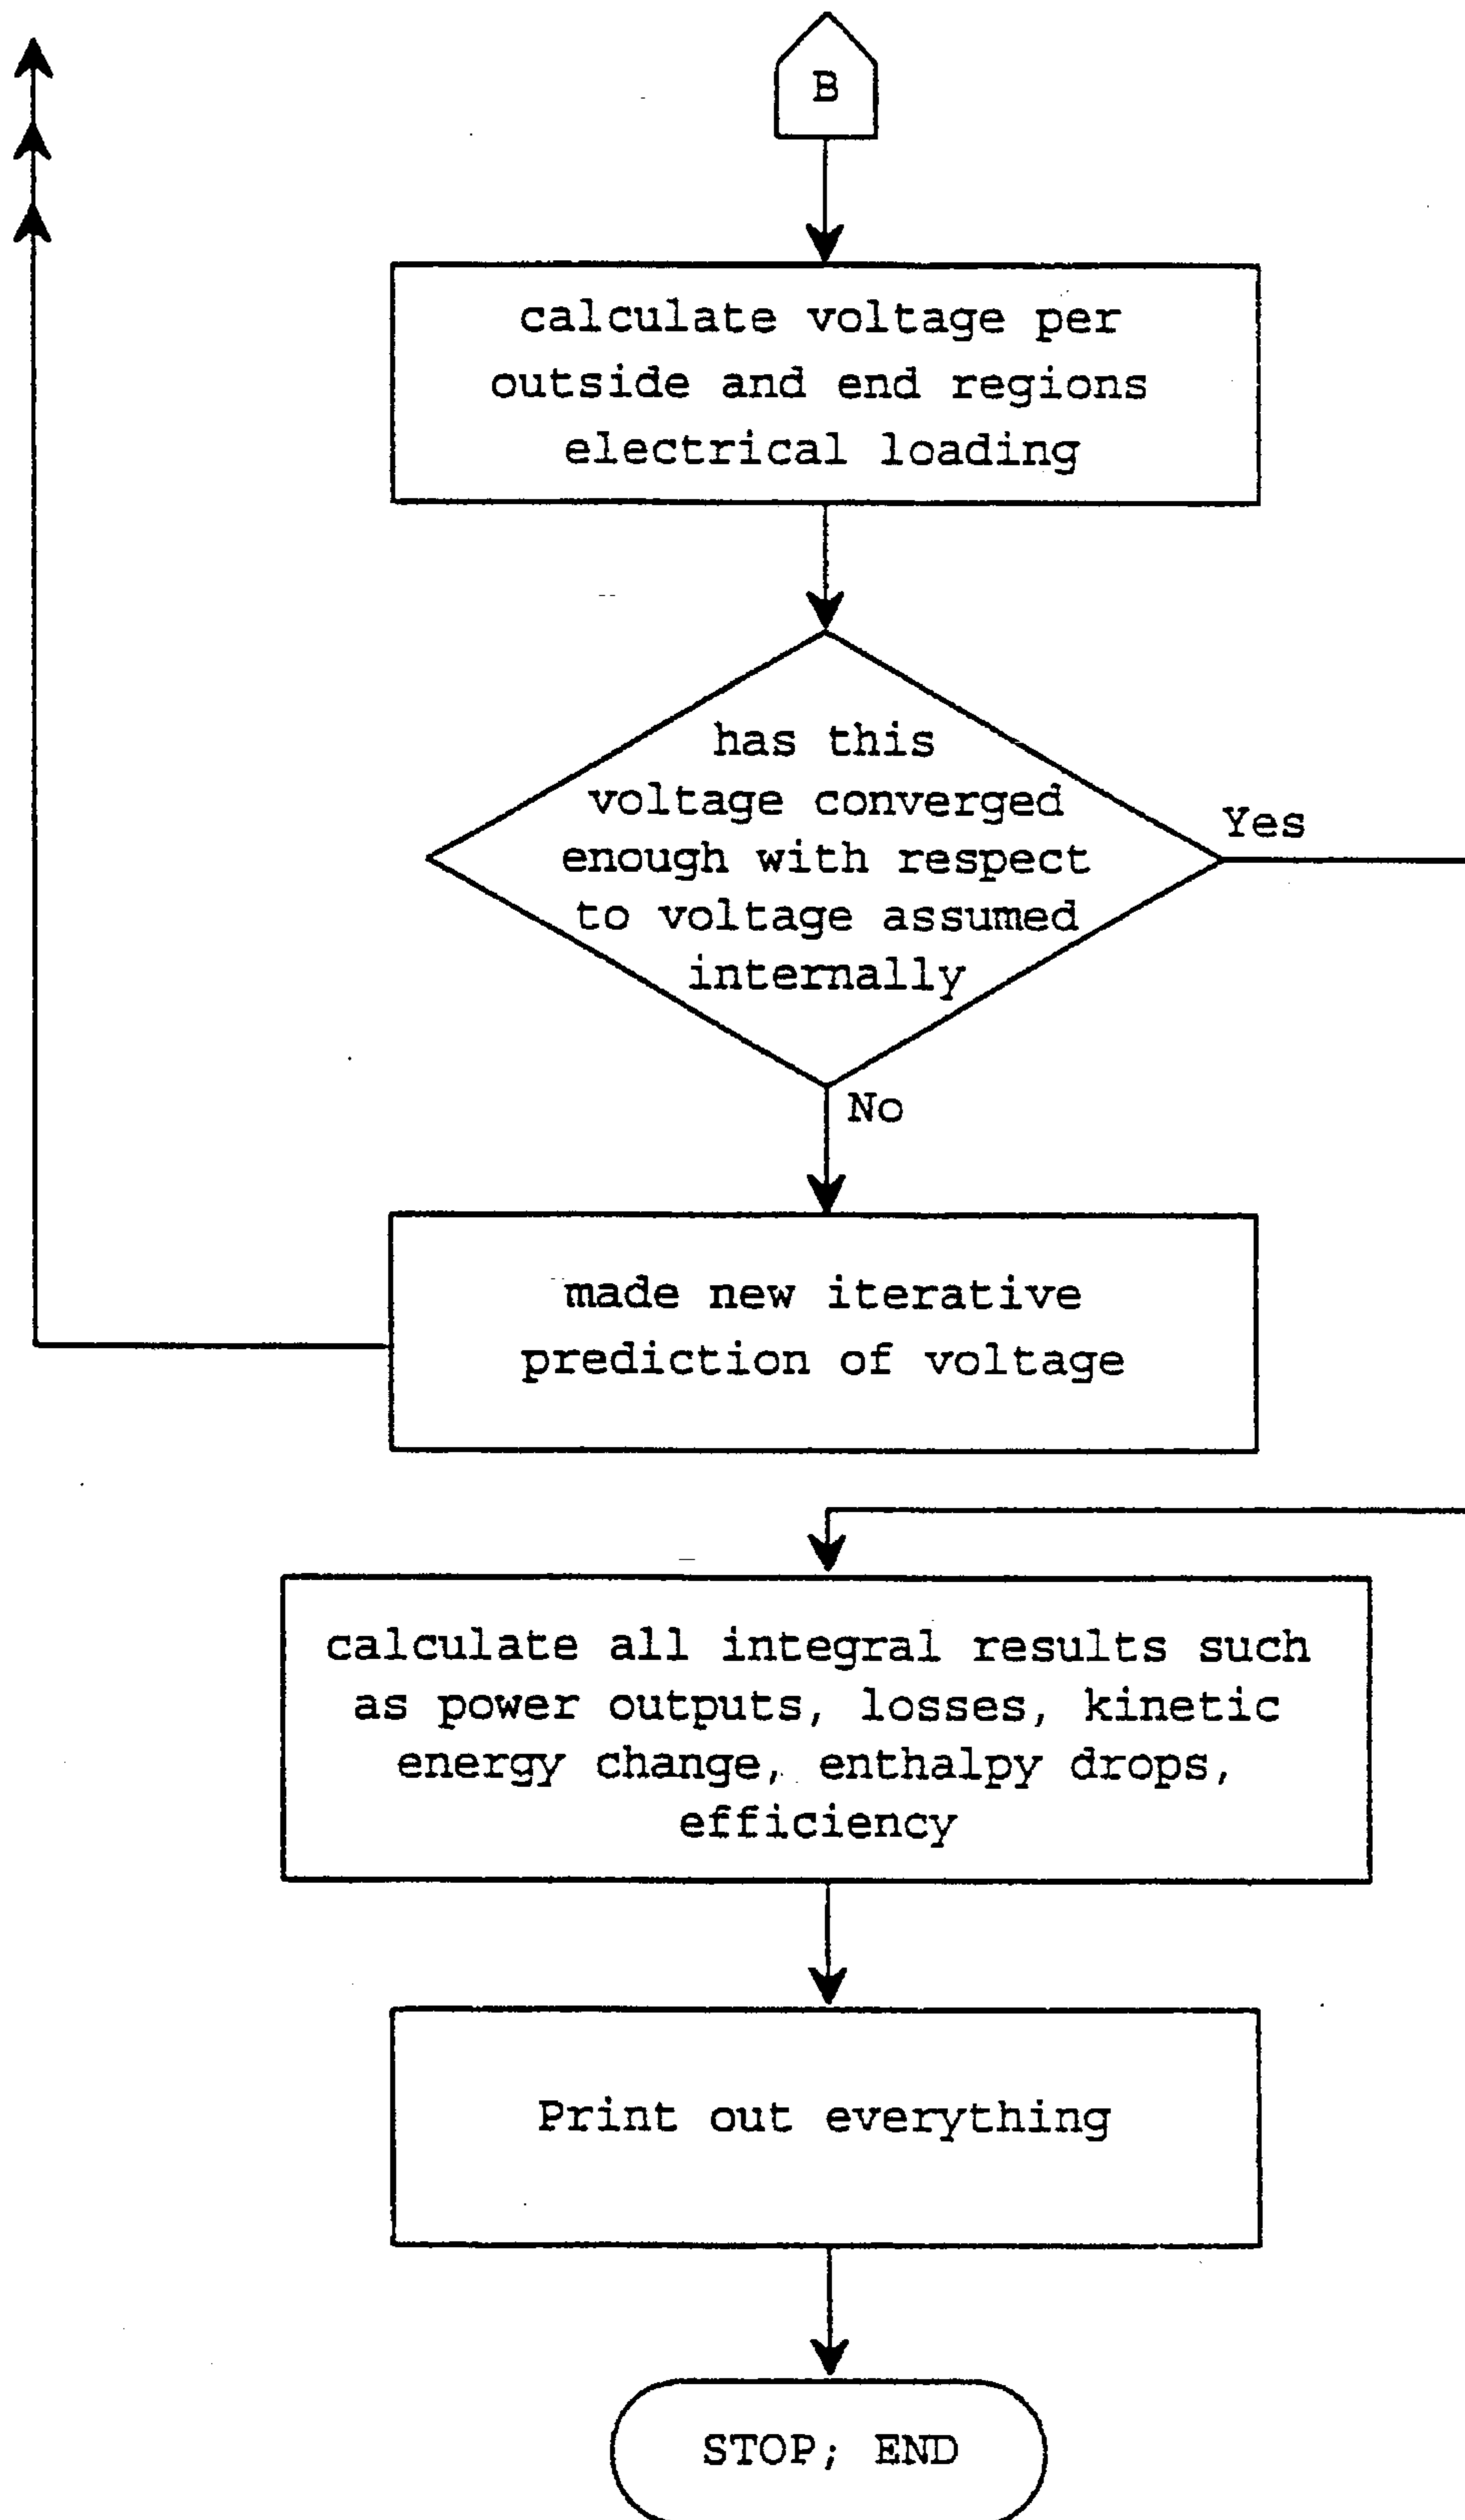 B
calculate voltage per
outside and end regions
electrical loading
has this
voltage converged
enough with respect
to voltage assumed
internally
Yes
No
made new iterative
prediction of voltage
calculate all integral results such
as power outputs, losses, kinetic
energy change, enthalpy drops,
efficiency
Print out everything
STOP; END